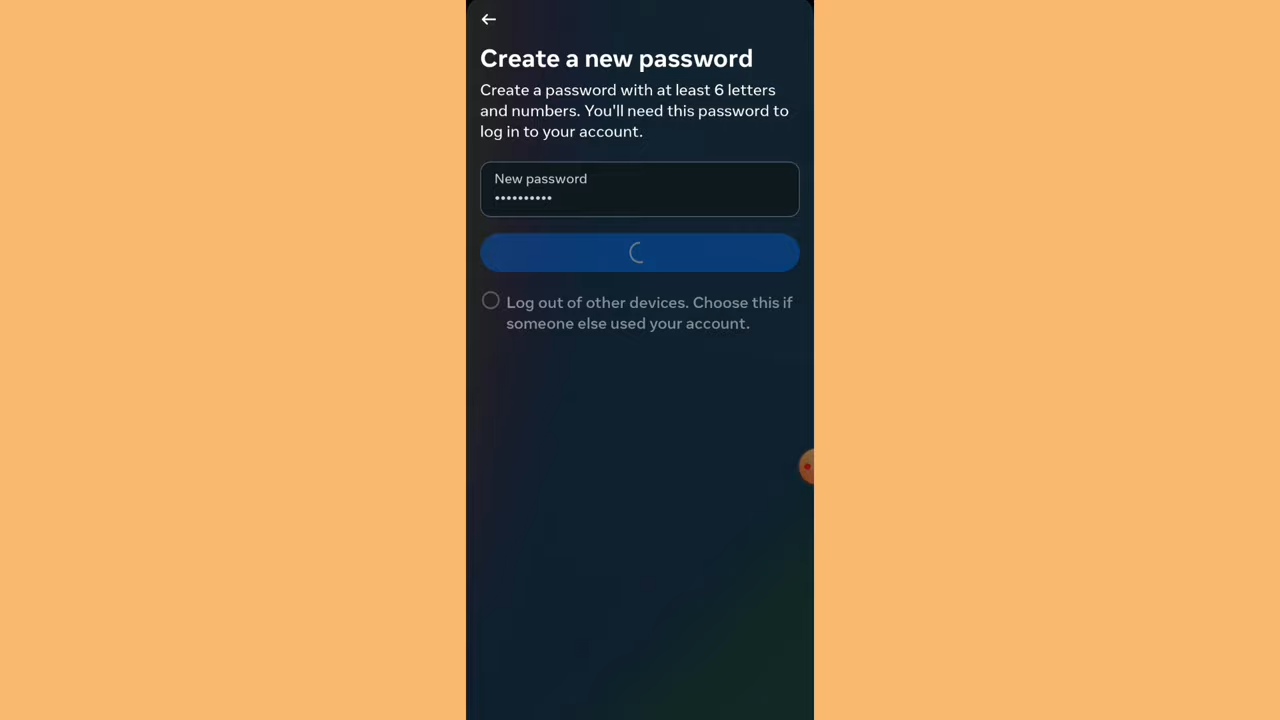 Create a new password
Create a password with at least 6 letters
and numbers. You'll need this password to
log in to your account.
New password
••••••••••
Log out of other devices. Choose this if
someone else used your account.